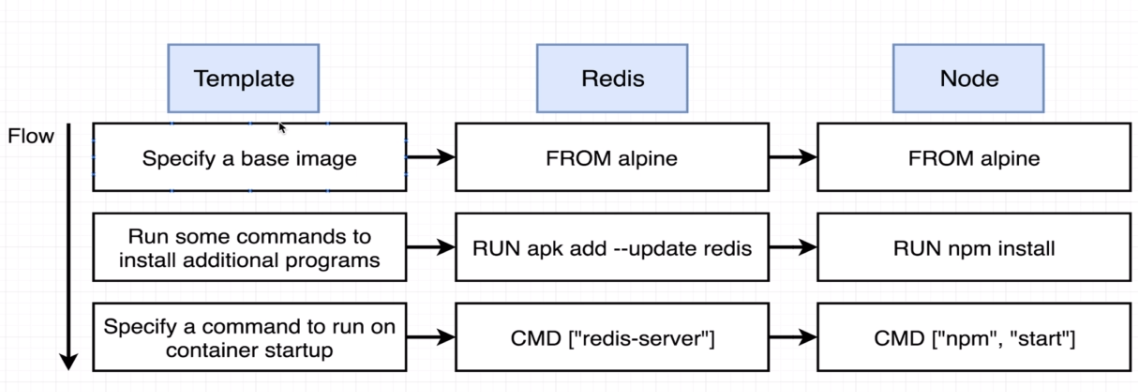 Template
Redis
Node
Flow
Specify a base image
FROM alpine
FROM alpine
Run some commands to
install additional programs
RUN apk add --update redis
RUN npm install
Specify a command to run on
container startup
CMD ["redis-server"]
CMD ["npm", "start"]